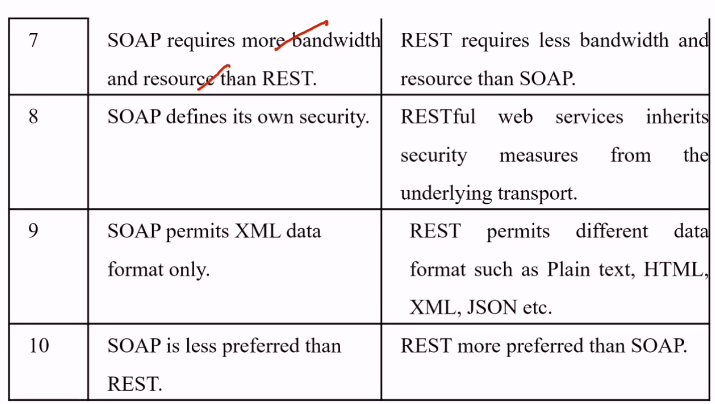 7
SOAP requires more bandwidth
and resource than REST.
REST requires less bandwidth and
resource than SOAP.
8
SOAP defines its own security.
RESTful web services inherits
security measures from the
underlying transport.
9
SOAP permits XML data
format only.
REST permits different data
format such as Plain text, HTML,
XML, JSON etc.
10
SOAP is less preferred than
REST.
REST more preferred than SOAP.